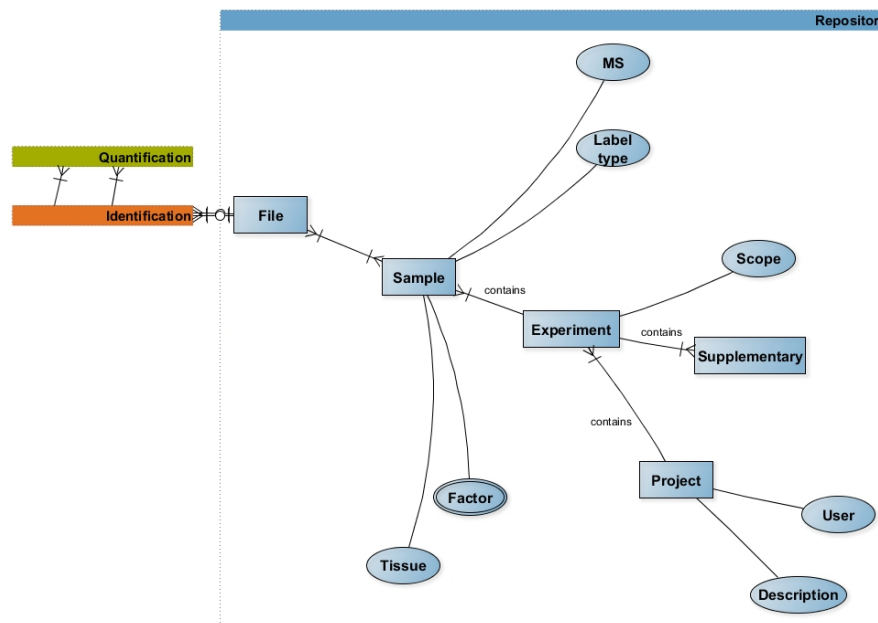 Repositor
MS
Label
type
Quantification
Identification
File
Sample
Scope
contains
Experiment
contains
Supplementary
contains
Project
Factor
User
Tissue
Description